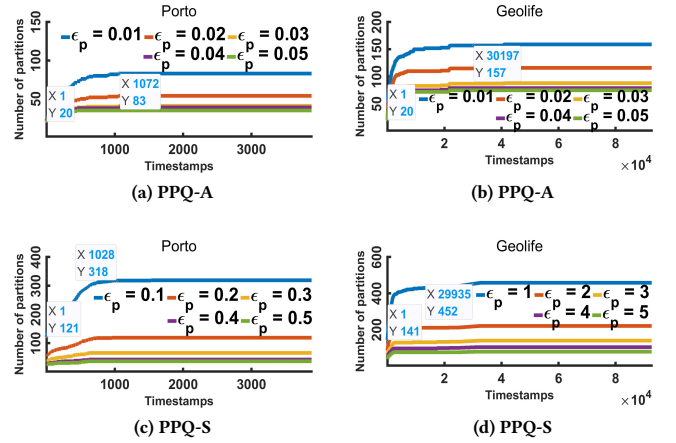 Porto
Number of partitions
150
100
50
ϵp = 0.01 ϵp = 0.02 ϵp = 0.03
ϵp = 0.04 ϵp = 0.05
X 1
Y 20
X 1072
Y 83
1000 2000 3000
Timestamps
(a) PPQ-A
Geolife
Number of partitions
200
150
100
50
X 30197
Y 157
X 1
Y 20
ϵp = 0.01 ϵp = 0.02 ϵp = 0.03
ϵp = 0.04 ϵp = 0.05
2 4 6 8
Timestamps ×10⁴
(b) PPQ-A
Porto
Number of partitions
400
300
200
100
X 1028
Y 318
X 1
Y 121
ϵp = 0.1 ϵp = 0.2 ϵp = 0.3
ϵp = 0.4 ϵp = 0.5
1000 2000 3000
Timestamps
(c) PPQ-S
Geolife
Number of partitions
600
400
200
X 29935
Y 452
X 1
Y 141
ϵp = 1 ϵp = 2 ϵp = 3
ϵp = 4 ϵp = 5
2 4 6 8
Timestamps ×10⁴
(d) PPQ-S